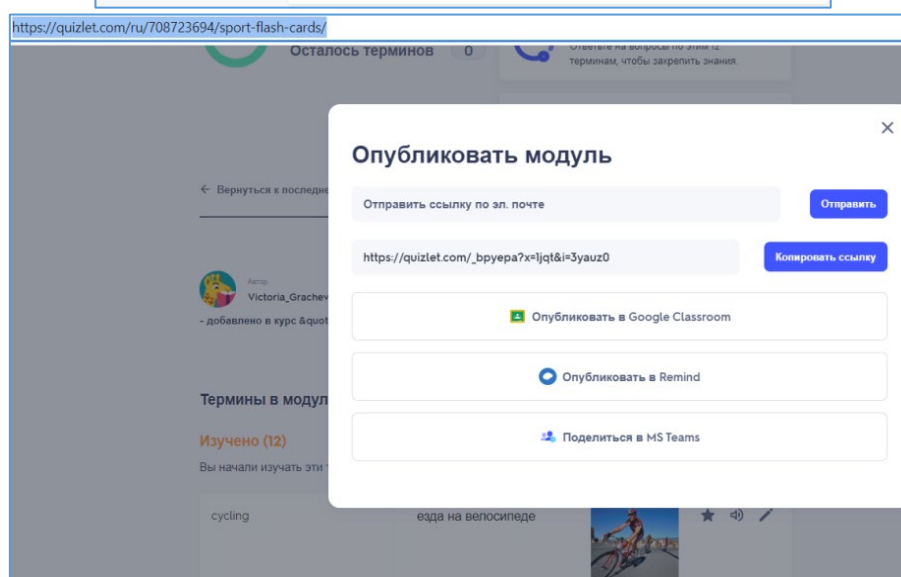 https://quizlet.com/ru/708723694/sport-flash-cards/
Осталось терминов 0
Ответьте на вопросы по этим 12
терминам, чтобы закрепить знания.
Опубликовать модуль
← Вернуться к последне
Отправить ссылку по эл. почте
Отправить
https://quizlet.com/_bpyepa?x=1jqt&i=3yauz0
Копировать ссылку
Автор
Victoria_Grachev
- добавлено в курс &quot
Опубликовать в Google Classroom
Опубликовать в Remind
Термины в модул
Поделиться в MS Teams
Изучено (12)
Вы начали изучать эти
cycling
езда на велосипеде